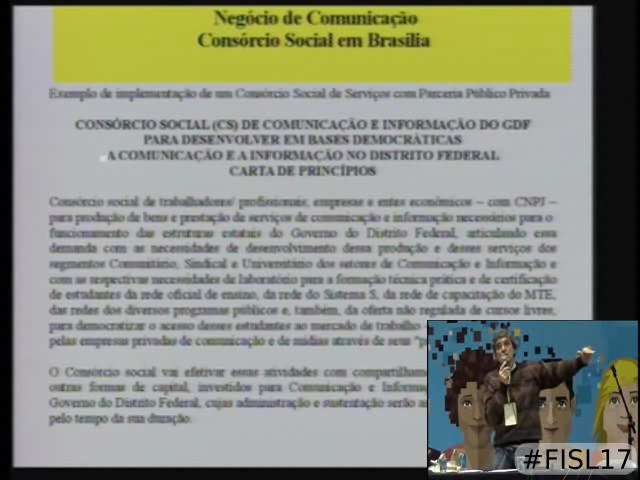 Negócio de Comunicação
Consórcio Social em Brasília
Exemplo de implementação de um Consórcio Social de Serviços com Parceria Público Privada
CONSÓRCIO SOCIAL (CS) DE COMUNICAÇÃO E INFORMAÇÃO DO GDF
PARA DESENVOLVER EM BASES DEMOCRÁTICAS
A COMUNICAÇÃO E A INFORMAÇÃO NO DISTRITO FEDERAL
CARTA DE PRINCÍPIOS
Consórcio social de trabalhadores/ profissionais, empresas e entes econômicos – com CNPJ –
para produção de bens e prestação de serviços de comunicação e informação necessários para o
funcionamento das estruturas estatais do Governo do Distrito Federal, articulando essa
demanda com as necessidades de desenvolvimento dessa produção e desses serviços dos
segmentos Comunitário, Sindical e Universitário dos setores de Comunicação e Informação e
com as respectivas necessidades de laboratório para a formação técnica prática e de certificação
de estudantes da rede oficial de ensino, da rede do Sistema S, da rede de capacitação do MTE,
das redes dos diversos programas públicos e, também, da oferta não regulada de cursos livres,
para democratizar o acesso desses estudantes ao mercado de trabalho
pelas empresas privadas de comunicação e de mídias através de seus
O Consórcio social vai efetivar essas atividades com
outras formas de capital, investidos para Comunicação e
Governo do Distrito Federal, cujas administração e sustentação serão
pelo tempo da sua duração.
#FISL17